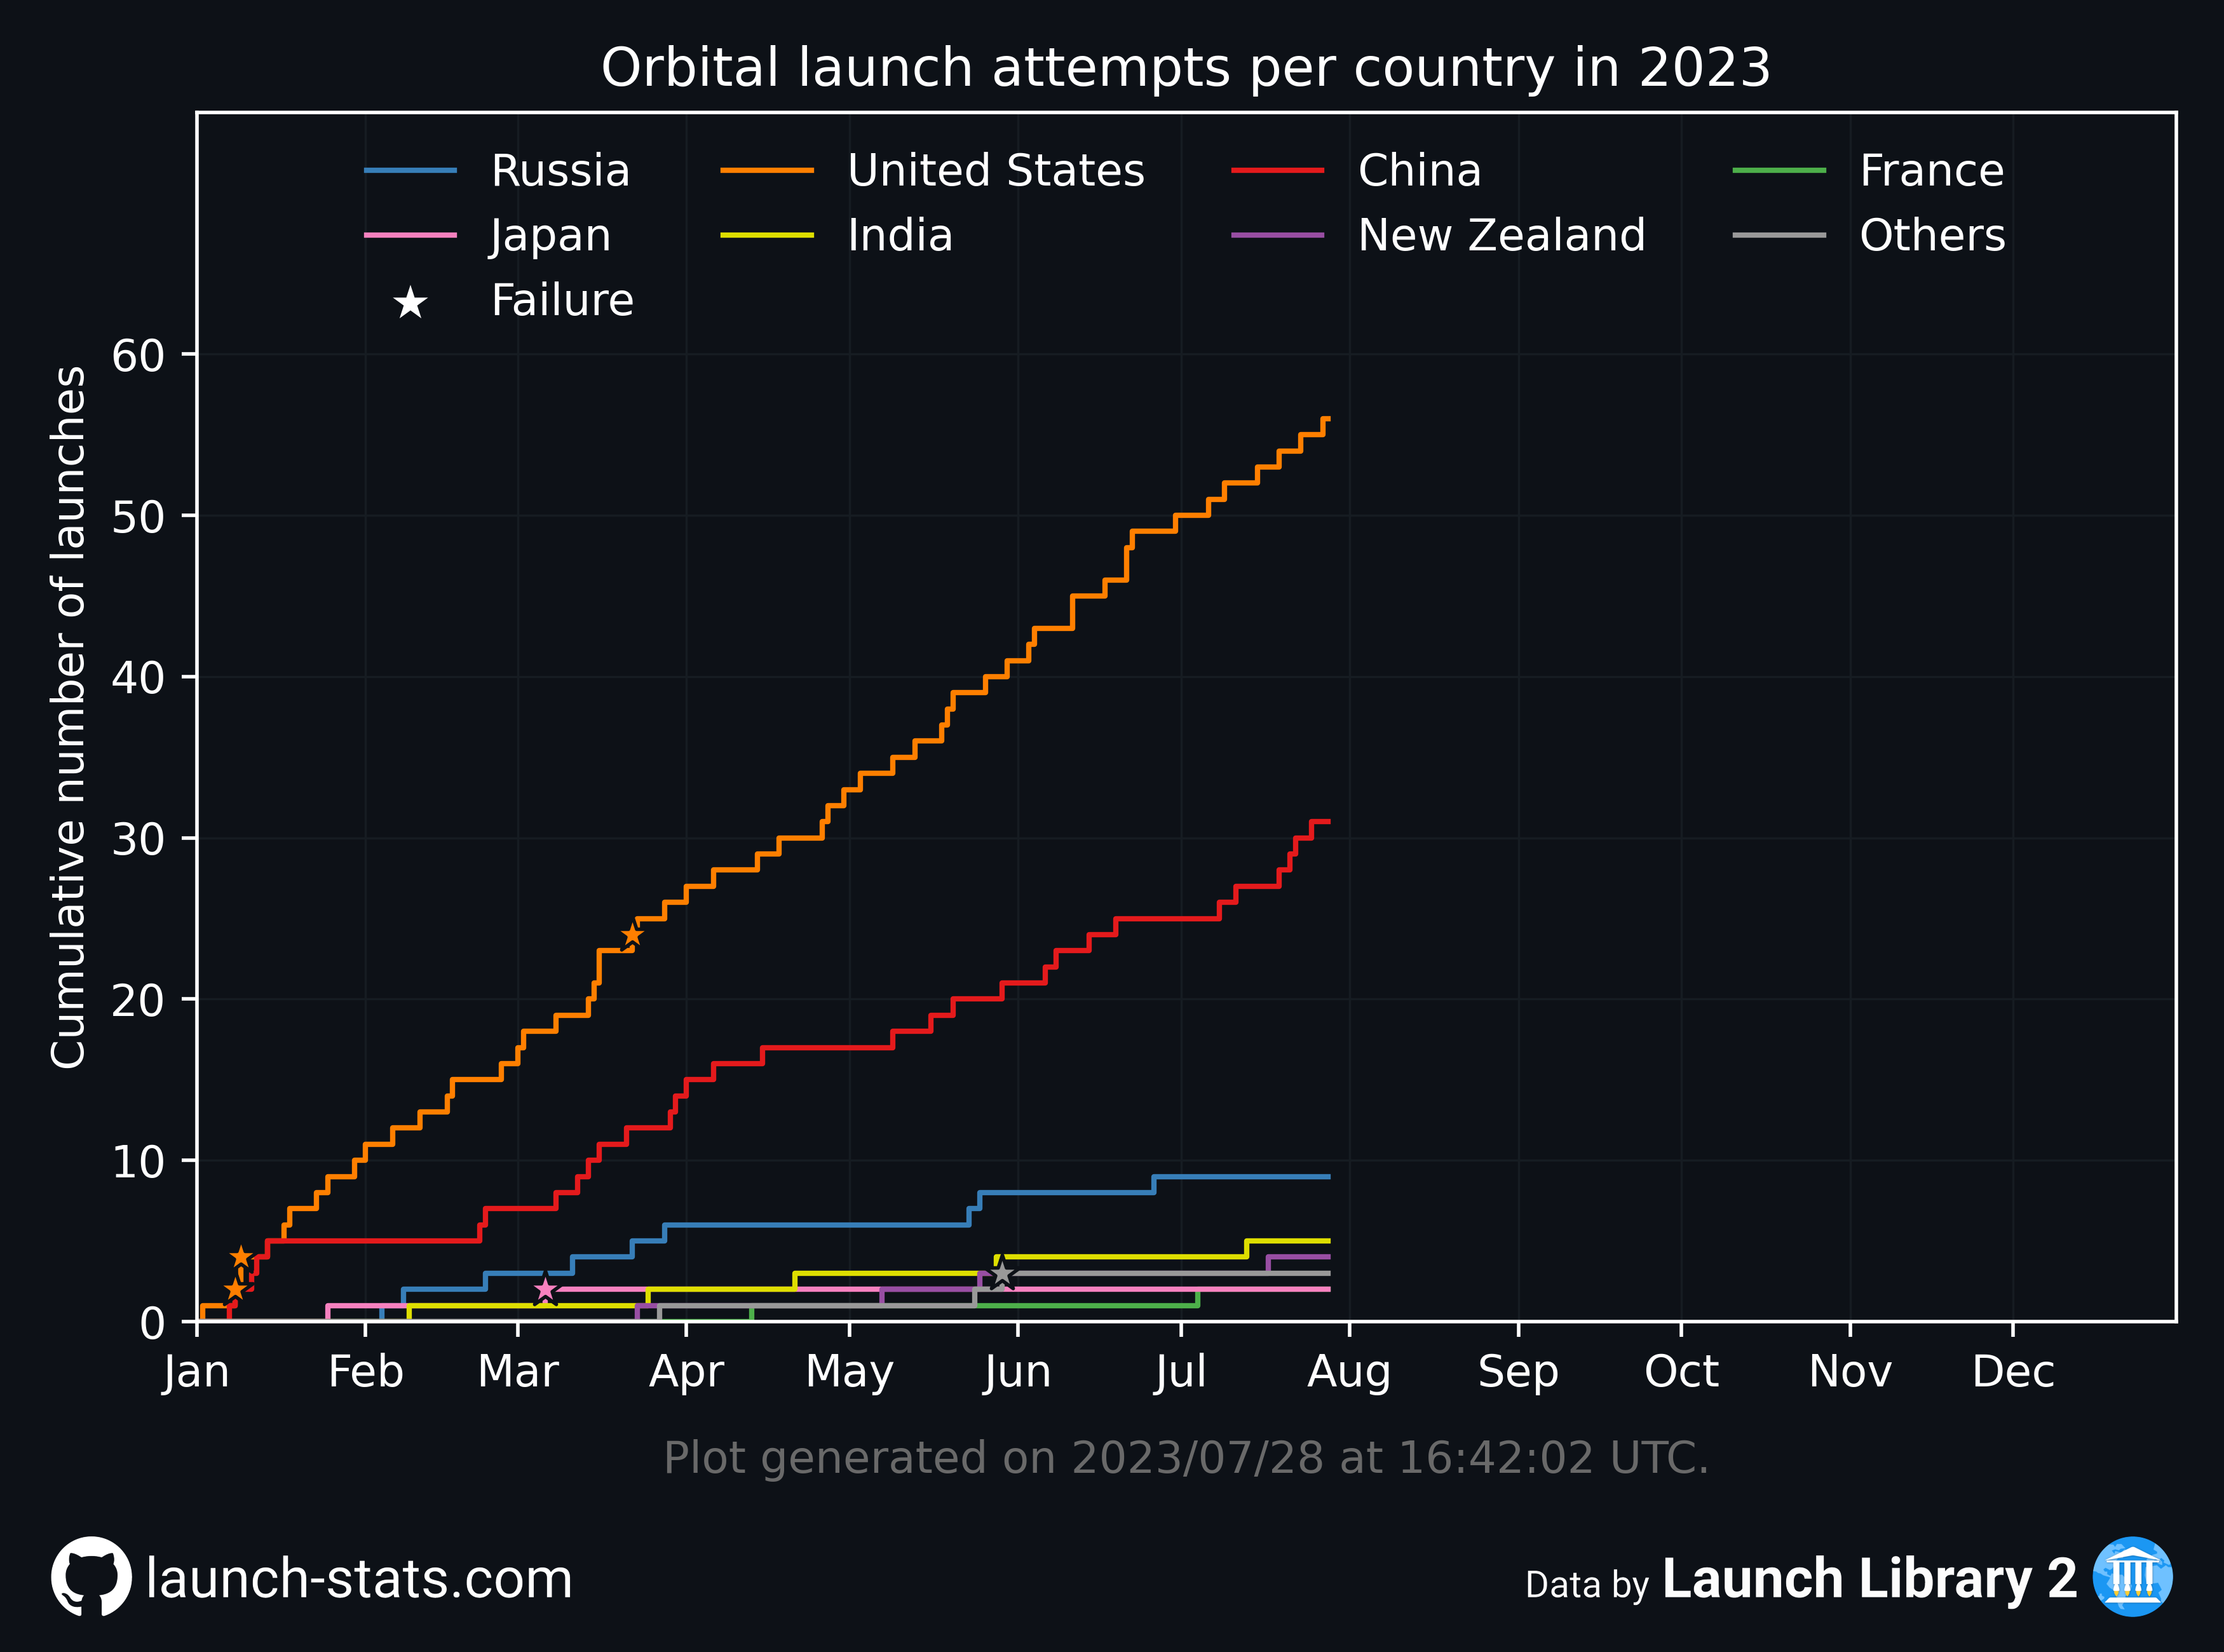 Orbital launch attempts per country in 2023
Russia United States China France
Japan India New Zealand Others
Failure
Cumulative number of launches
60
50
40
30
20
10
0
Jan Feb Mar Apr May Jun Jul Aug Sep Oct Nov Dec
Plot generated on 2023/07/28 at 16:42:02 UTC.
launch-stats.com
Data by Launch Library 2